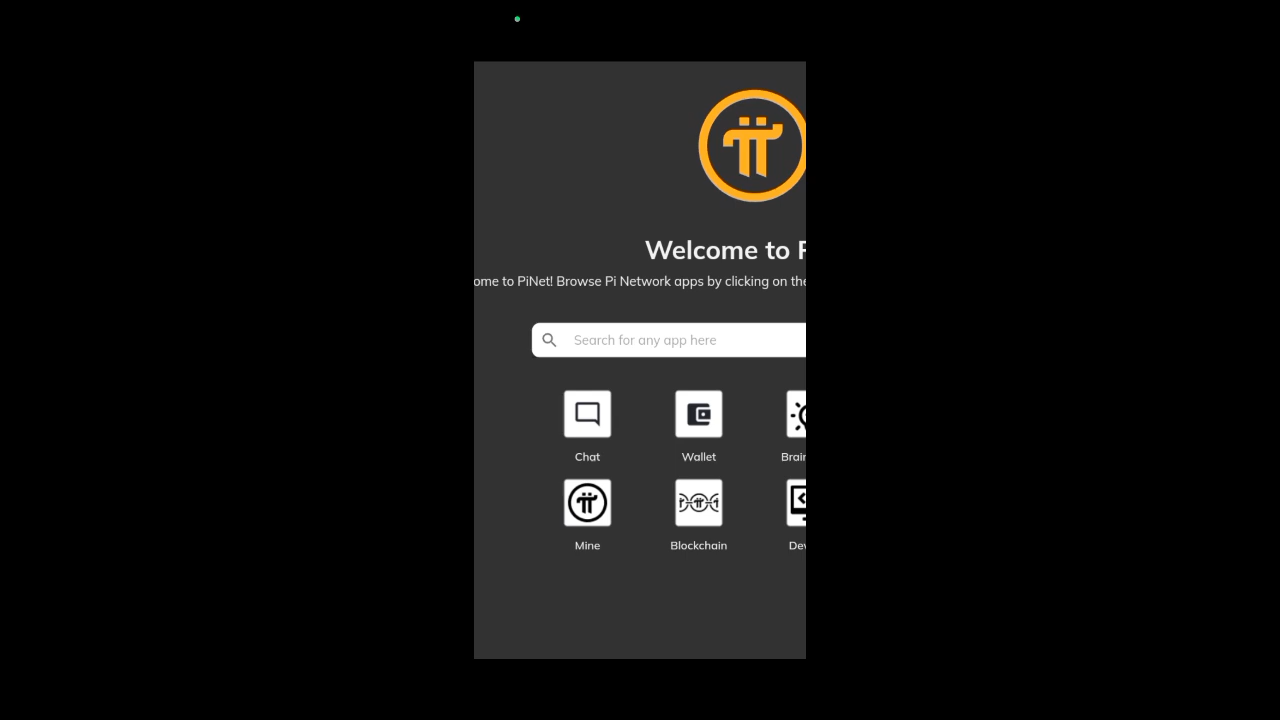 Welcome to
to PiNet! Browse Pi Network apps by clicking on the
Search for any app here
Chat
Wallet
Mine
Blockchain